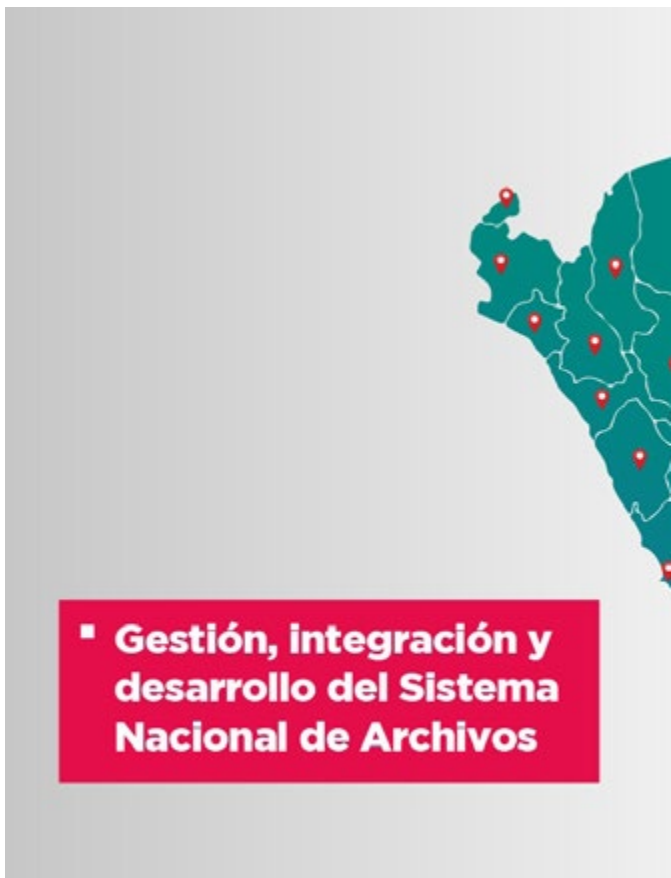 Gestión, integración y
desarrollo del Sistema
Nacional de Archivos